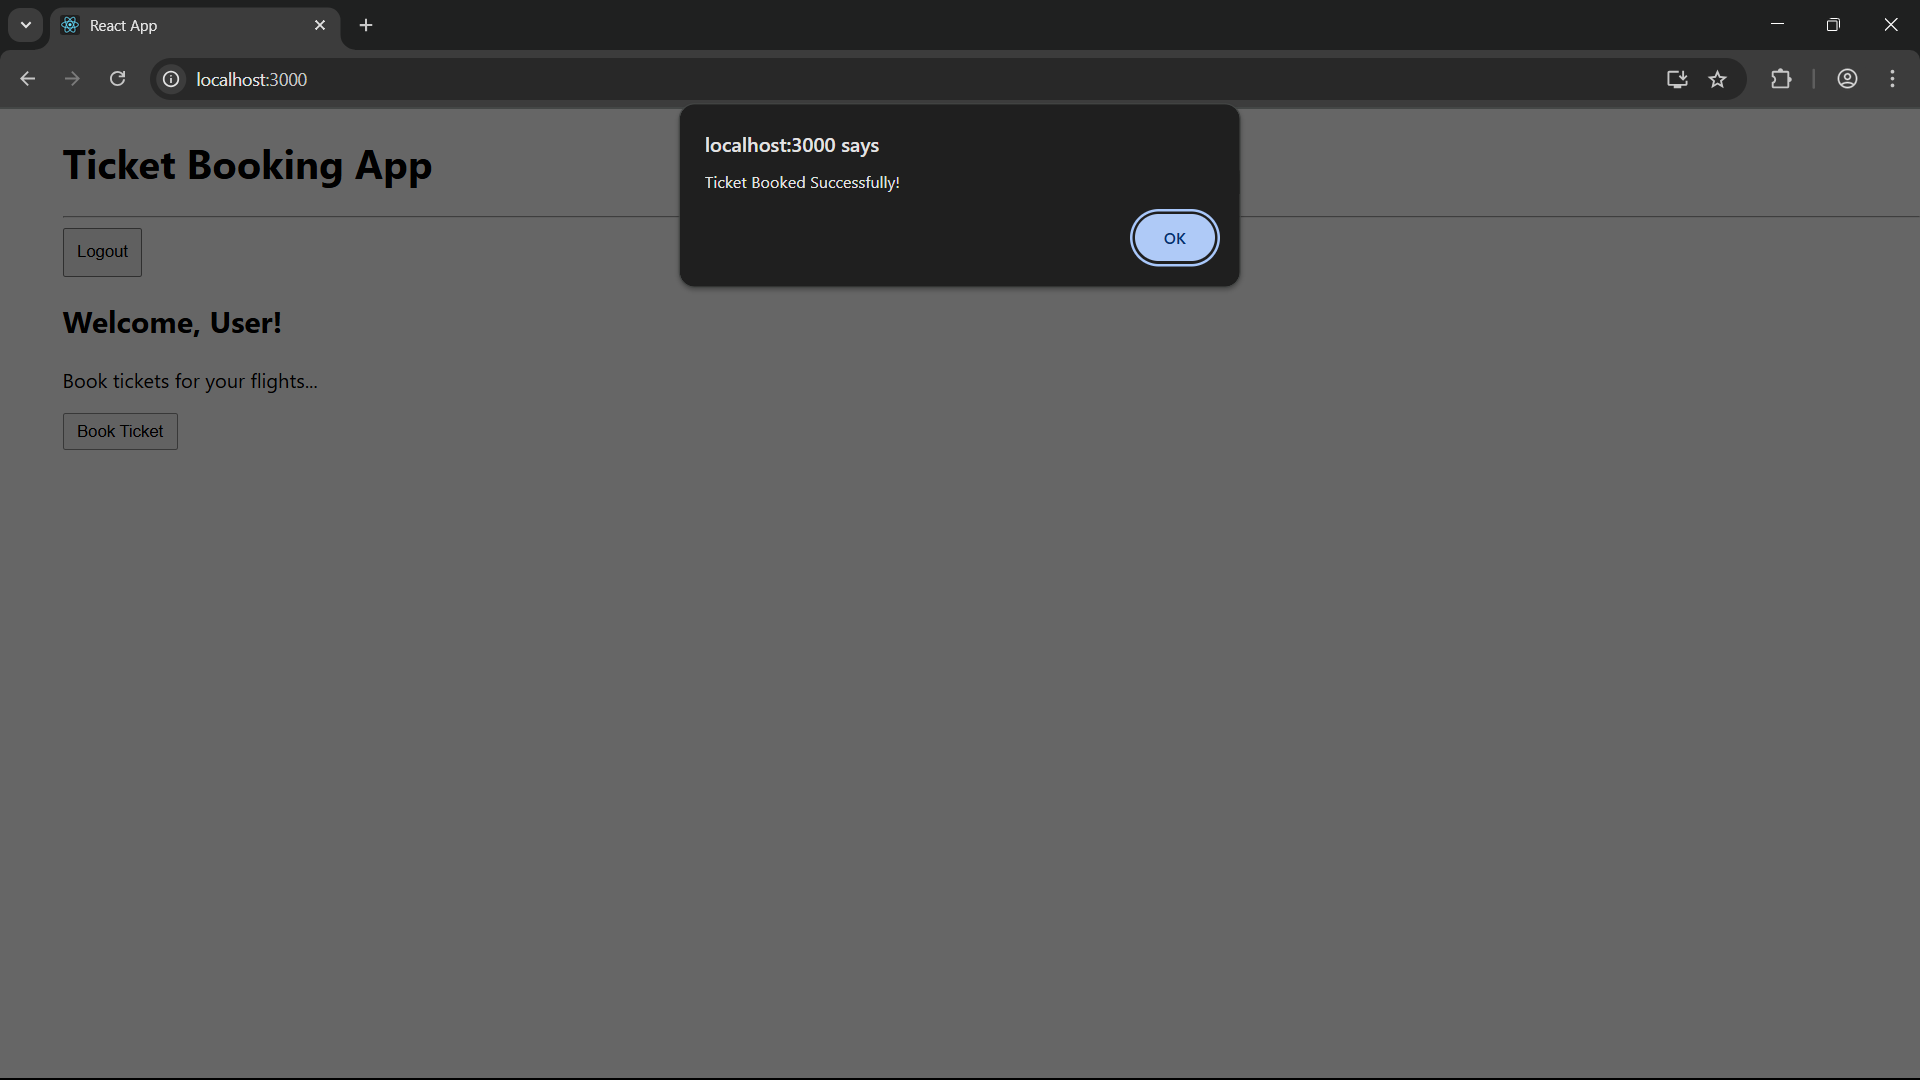 React App
localhost:3000
localhost:3000 says
Ticket Booked Successfully!
OK
Ticket Booking App
Logout
Welcome, User!
Book tickets for your flights...
Book Ticket